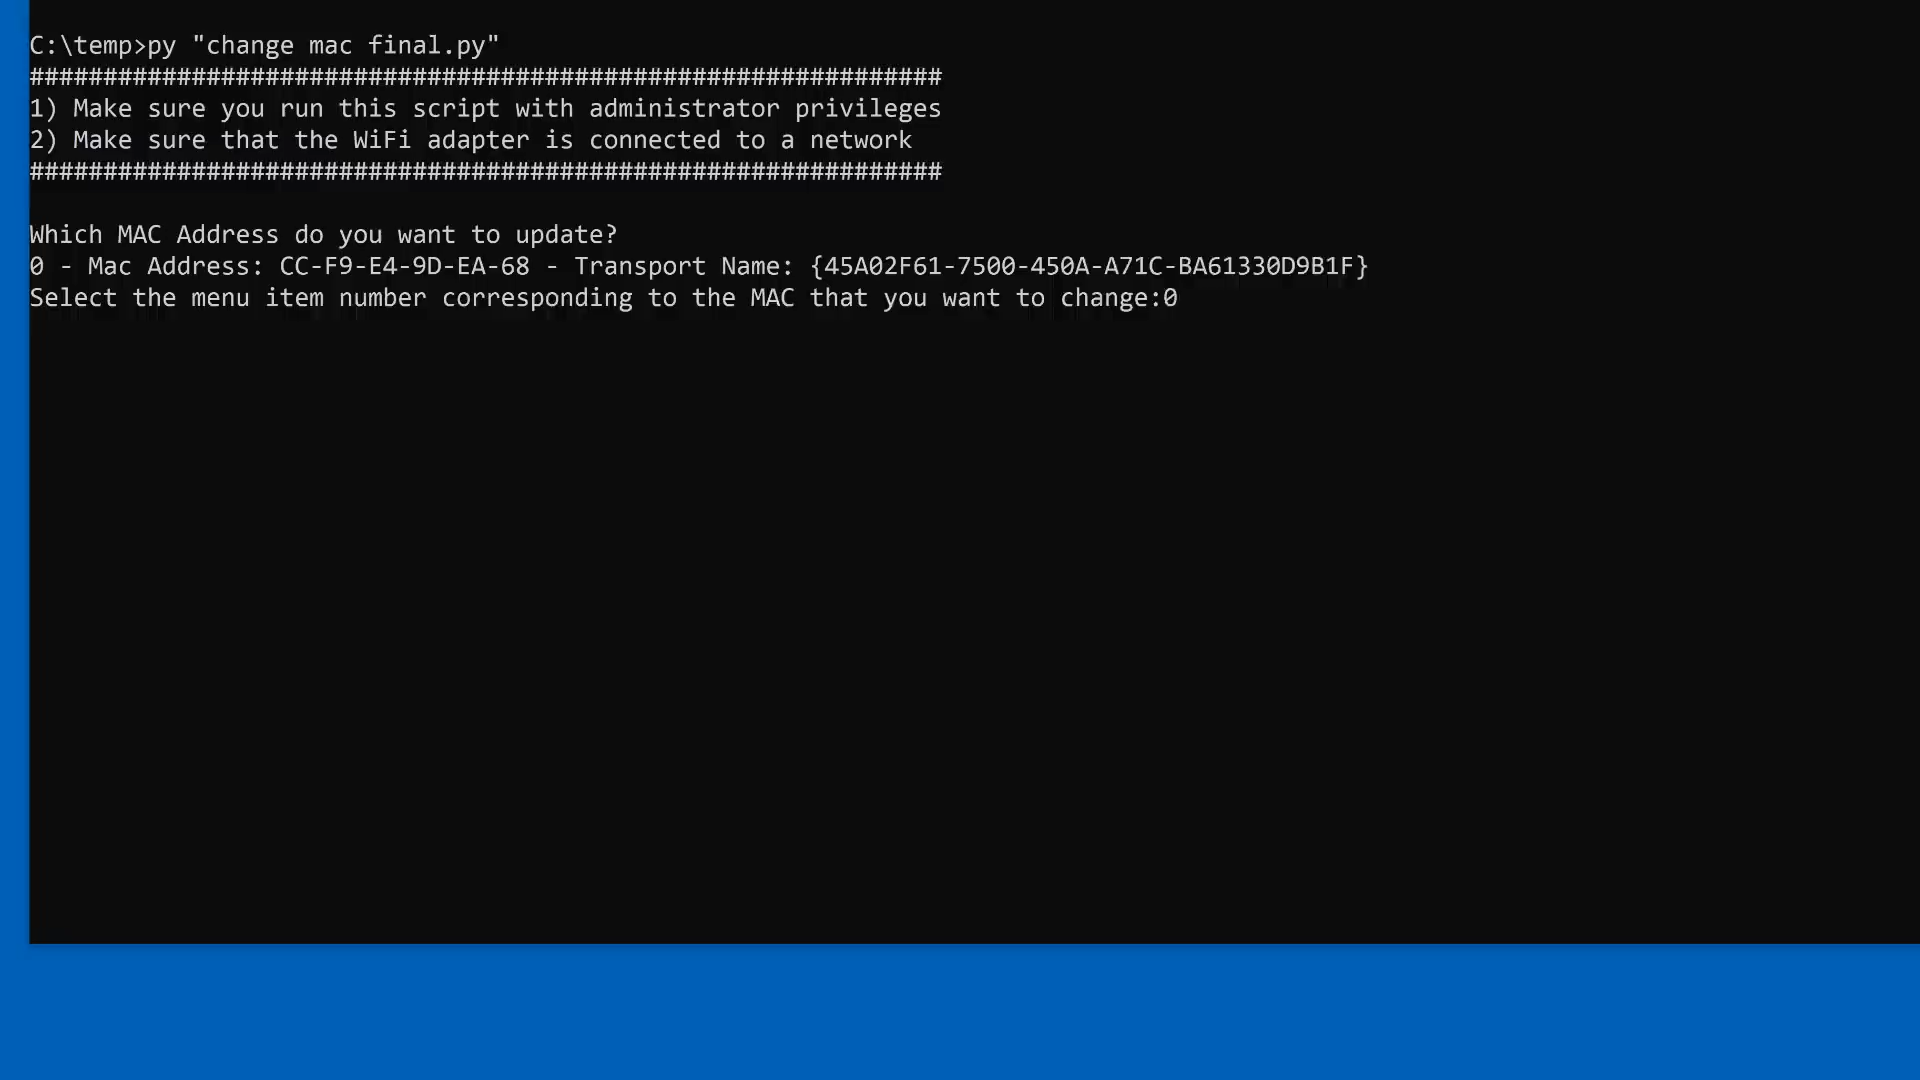 C:\temp>py "change mac final.py"
##############################################################
1) Make sure you run this script with administrator privileges
2) Make sure that the WiFi adapter is connected to a network
##############################################################
Which MAC Address do you want to update?
0 - Mac Address: CC-F9-E4-9D-EA-68 - Transport Name: {45A02F61-7500-450A-A71C-BA61330D9B1F}
Select the menu item number corresponding to the MAC that you want to change:0